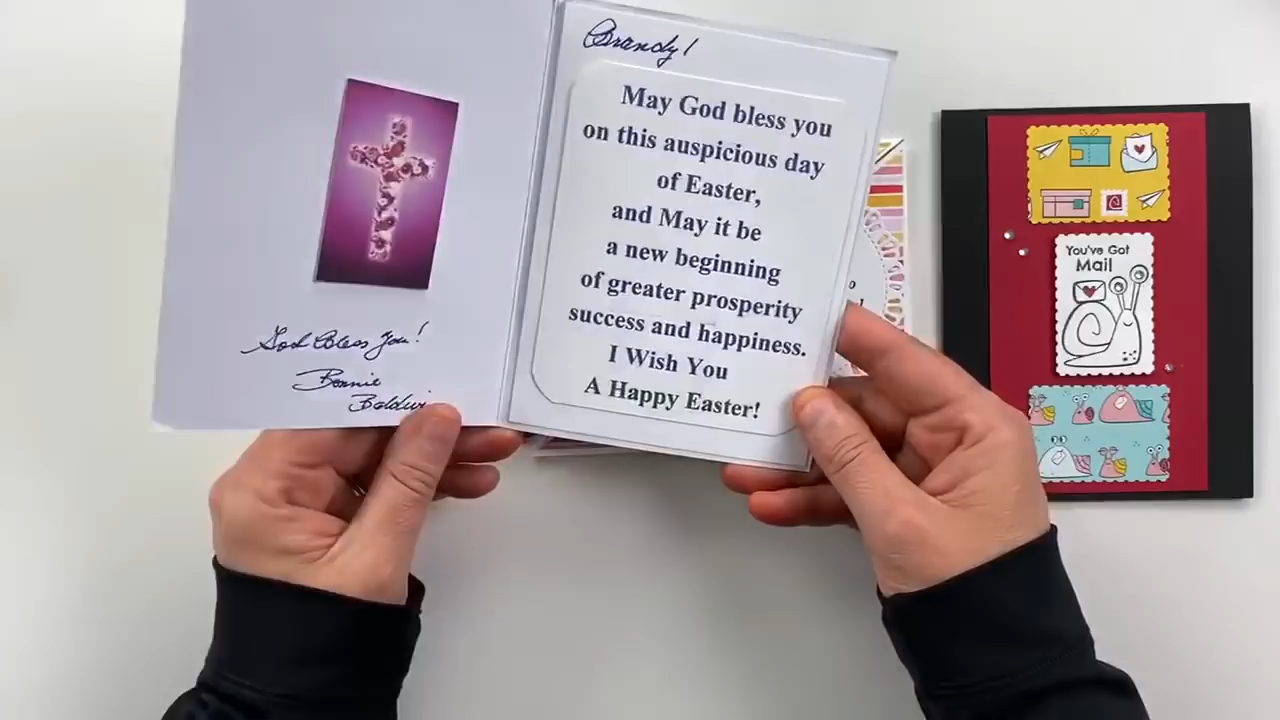 God Bless You!
Bonnie
Baldwin
Brandy!
May God bless you
on this auspicious day
of Easter,
and May it be
a new beginning
of greater prosperity
success and happiness.
I Wish You
A Happy Easter!
You've Got
Mail